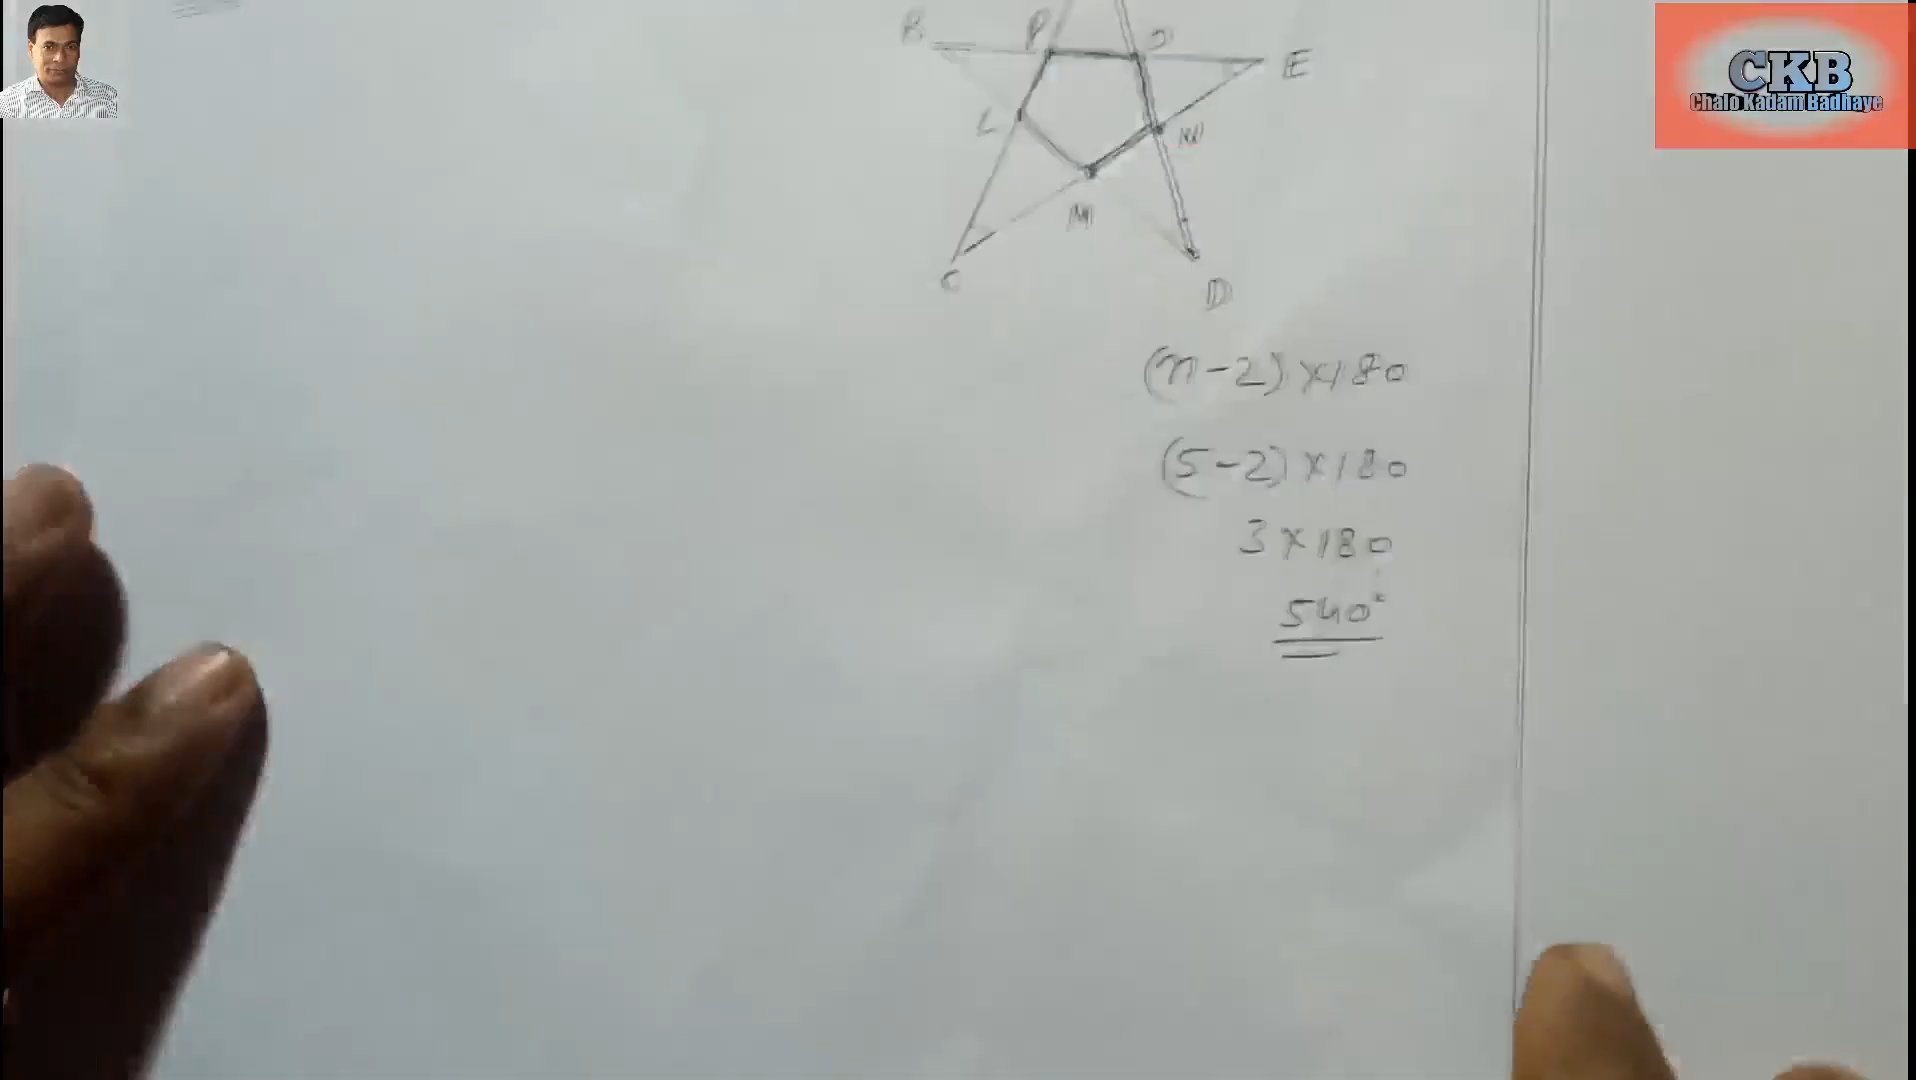 CKB
Chalo Kadam Badhaye
B P O E
L N
M
C D
(n-2) x 180
(5-2) x 180
3 x 180
540°